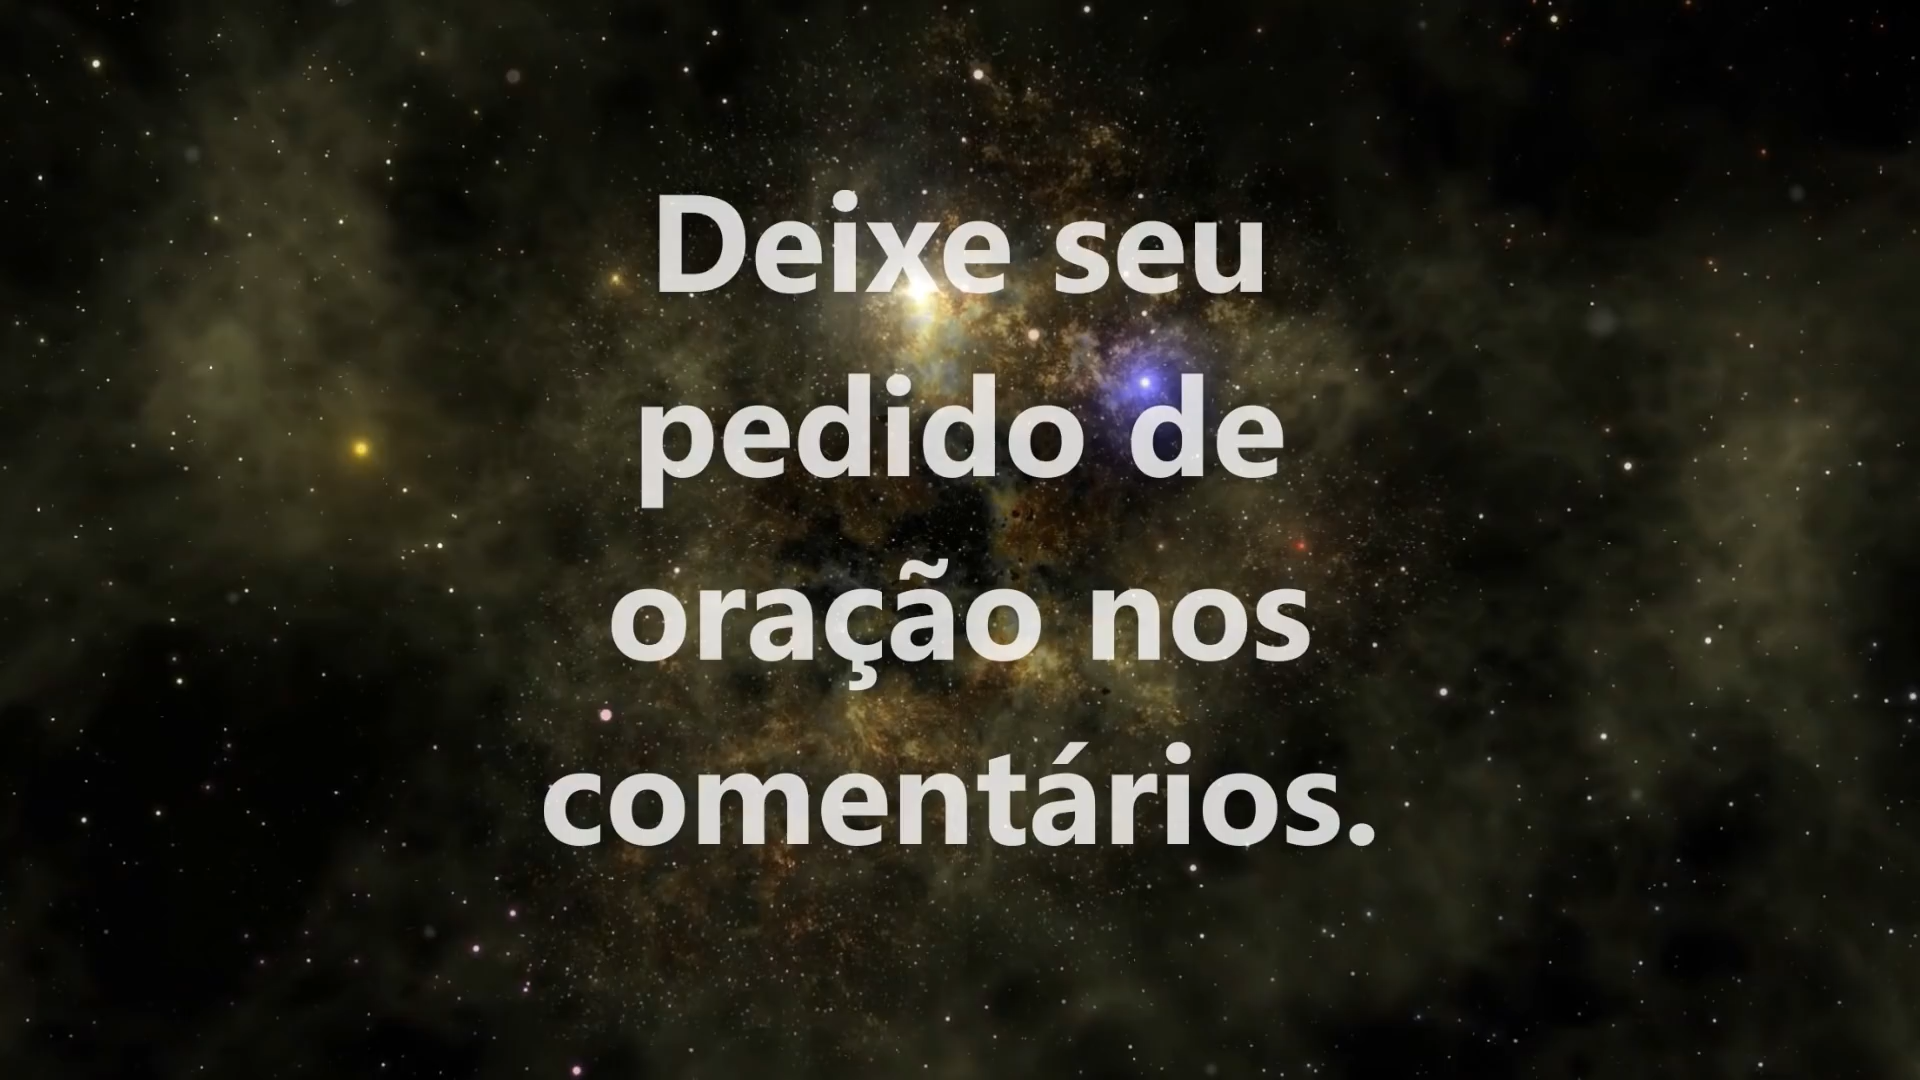 Deixe seu
pedido de
oração nos
comentários.